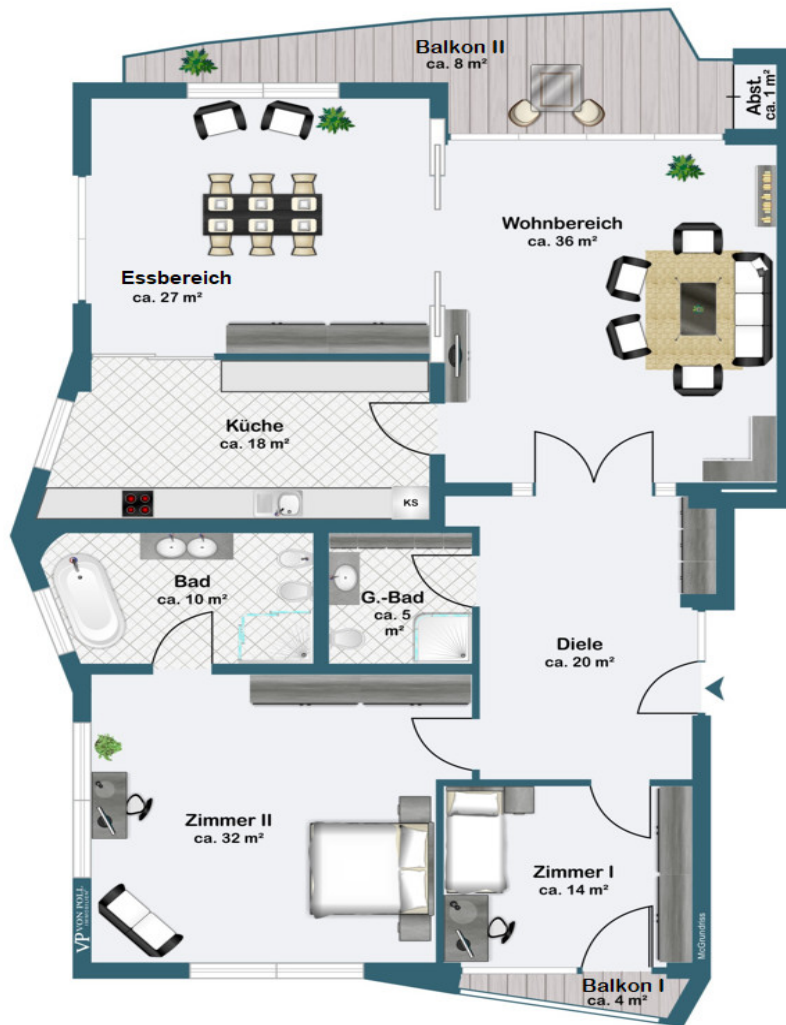 Balkon II
ca. 8 m²
Abst.
ca. 1 m²
Wohnbereich
ca. 36 m²
Essbereich
ca. 27 m²
Küche
ca. 18 m²
KS
Bad
ca. 10 m²
G.-Bad
ca. 5
m²
Diele
ca. 20 m²
Zimmer II
ca. 32 m²
Zimmer I
ca. 14 m²
Balkon I
ca. 4 m²
VP VON POLL
IMMOBILIEN
McGrundriss